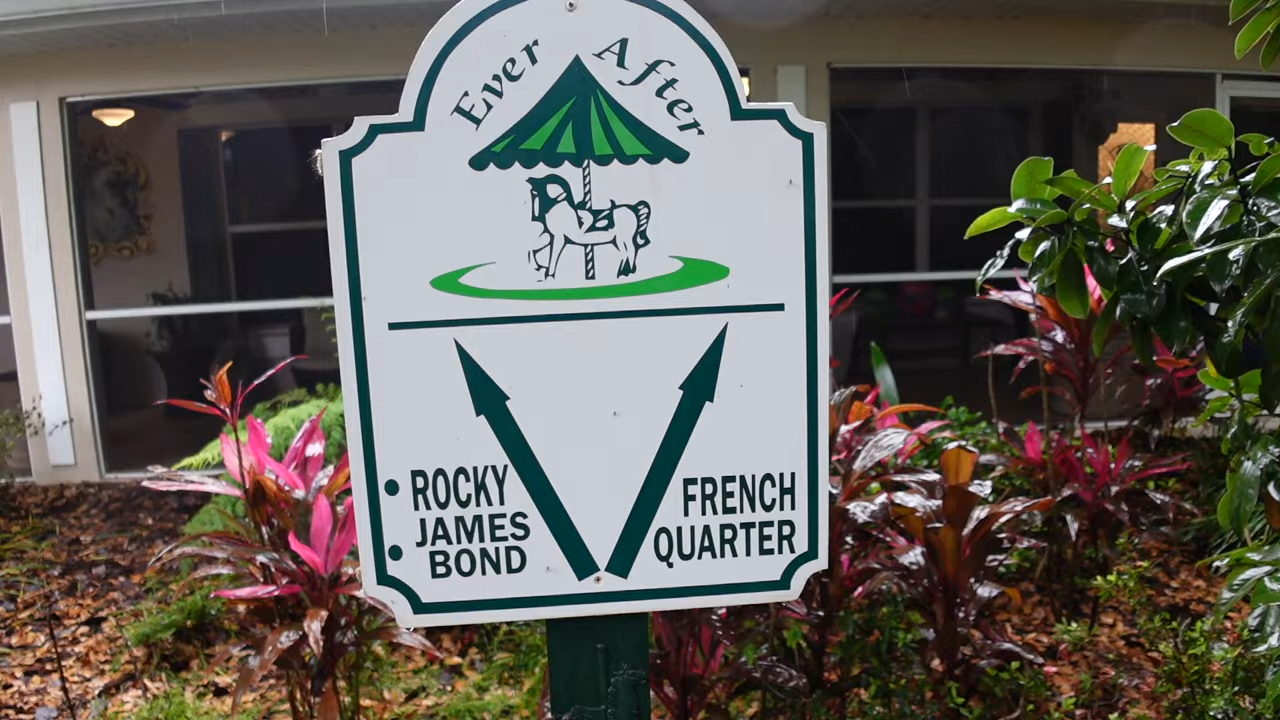 Ever After
• ROCKY
JAMES
• BOND
FRENCH
QUARTER